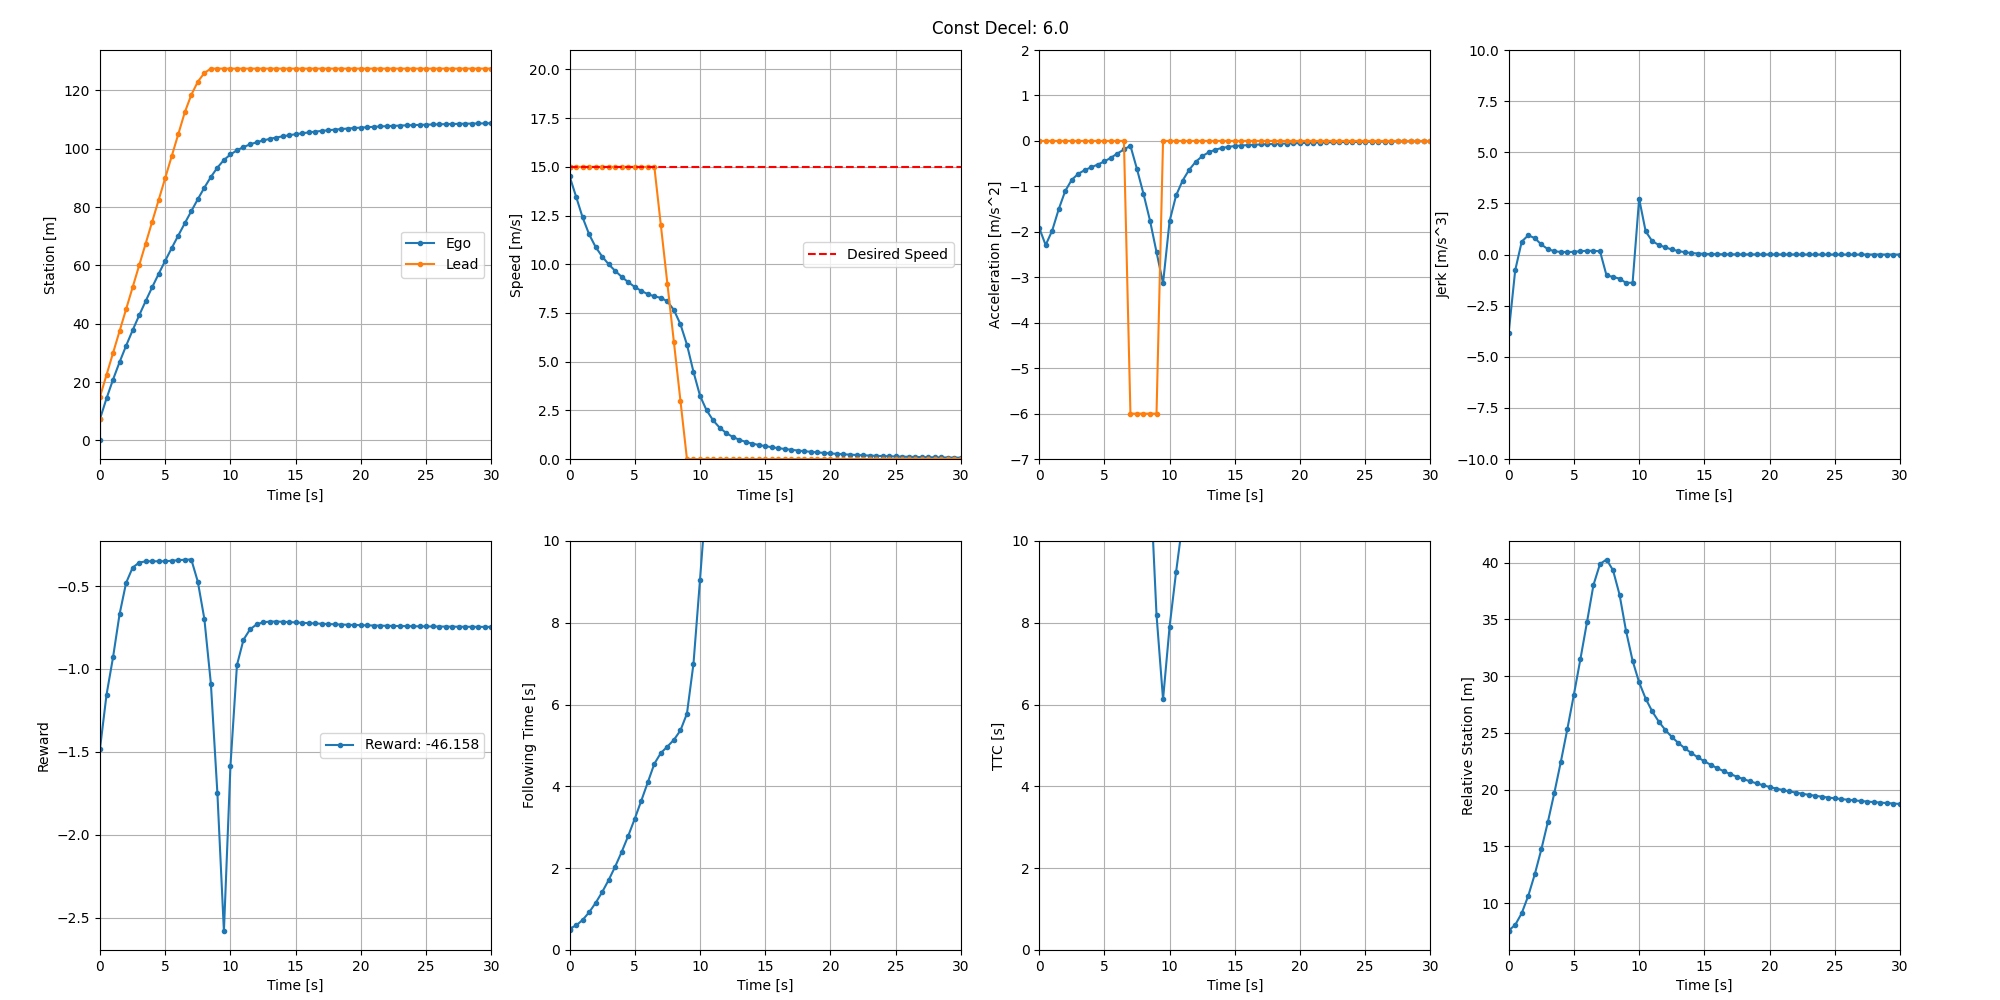 Const Decel: 6.0
Station [m]
120
100
80
60
40
20
0
0 5 10 15 20 25 30
Time [s]
Ego
Lead
Speed [m/s]
20.0
17.5
15.0
12.5
10.0
7.5
5.0
2.5
0.0
0 5 10 15 20 25 30
Time [s]
Desired Speed
Acceleration [m/s^2]
2
1
0
−1
−2
−3
−4
−5
−6
−7
0 5 10 15 20 25 30
Time [s]
Jerk [m/s^3]
10.0
7.5
5.0
2.5
0.0
−2.5
−5.0
−7.5
−10.0
0 5 10 15 20 25 30
Time [s]
Reward
−0.5
−1.0
−1.5
−2.0
−2.5
0 5 10 15 20 25 30
Time [s]
Reward: -46.158
Following Time [s]
10
8
6
4
2
0
0 5 10 15 20 25 30
Time [s]
TTC [s]
10
8
6
4
2
0
0 5 10 15 20 25 30
Time [s]
Relative Station [m]
40
35
30
25
20
15
10
0 5 10 15 20 25 30
Time [s]